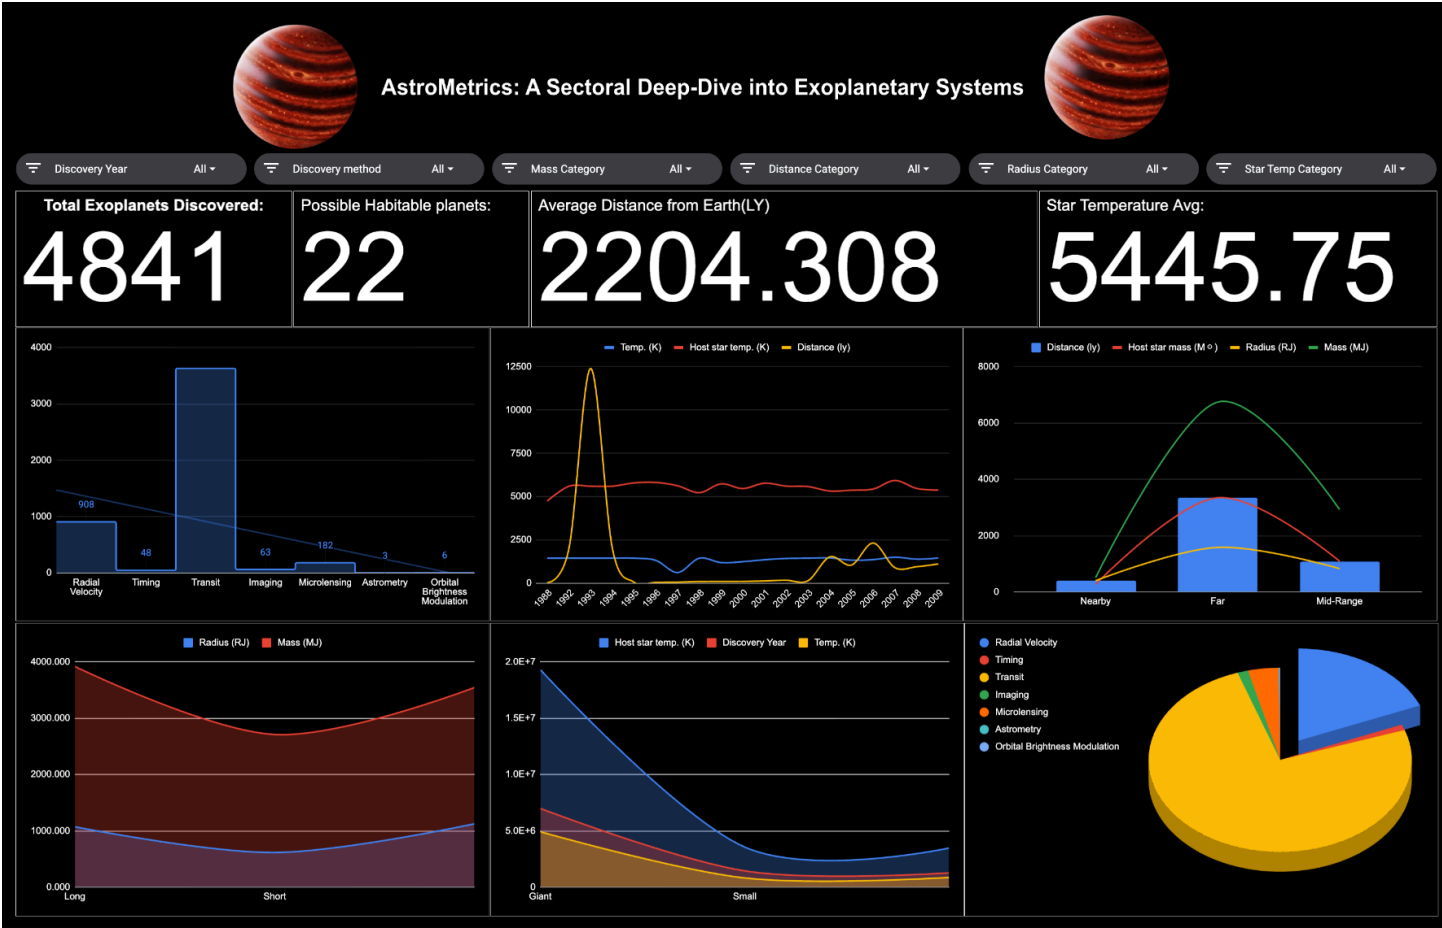 AstroMetrics: A Sectoral Deep-Dive into Exoplanetary Systems
Discovery Year All
Discovery method All
Mass Category All
Distance Category All
Radius Category All
Star Temp Category All
Total Exoplanets Discovered:
4841
Possible Habitable planets:
22
Average Distance from Earth(LY)
2204.308
Star Temperature Avg:
5445.75
4000
3000
2000
1000
0
908
48
63
182
3
6
Radial Velocity
Timing
Transit
Imaging
Microlensing
Astrometry
Orbital Brightness Modulation
Temp. (K)
Host star temp. (K)
Distance (ly)
12500
10000
7500
5000
2500
0
1988
1992
1993
1994
1995
1996
1997
1998
1999
2000
2001
2002
2003
2004
2005
2006
2007
2008
2009
Distance (ly)
Host star mass (M⊙)
Radius (RJ)
Mass (MJ)
8000
6000
4000
2000
0
Nearby
Far
Mid-Range
Radius (RJ)
Mass (MJ)
4000.000
3000.000
2000.000
1000.000
0.000
Long
Short
Host star temp. (K)
Discovery Year
Temp. (K)
2.0E+7
1.5E+7
1.0E+7
5.0E+6
0
Giant
Small
Radial Velocity
Timing
Transit
Imaging
Microlensing
Astrometry
Orbital Brightness Modulation